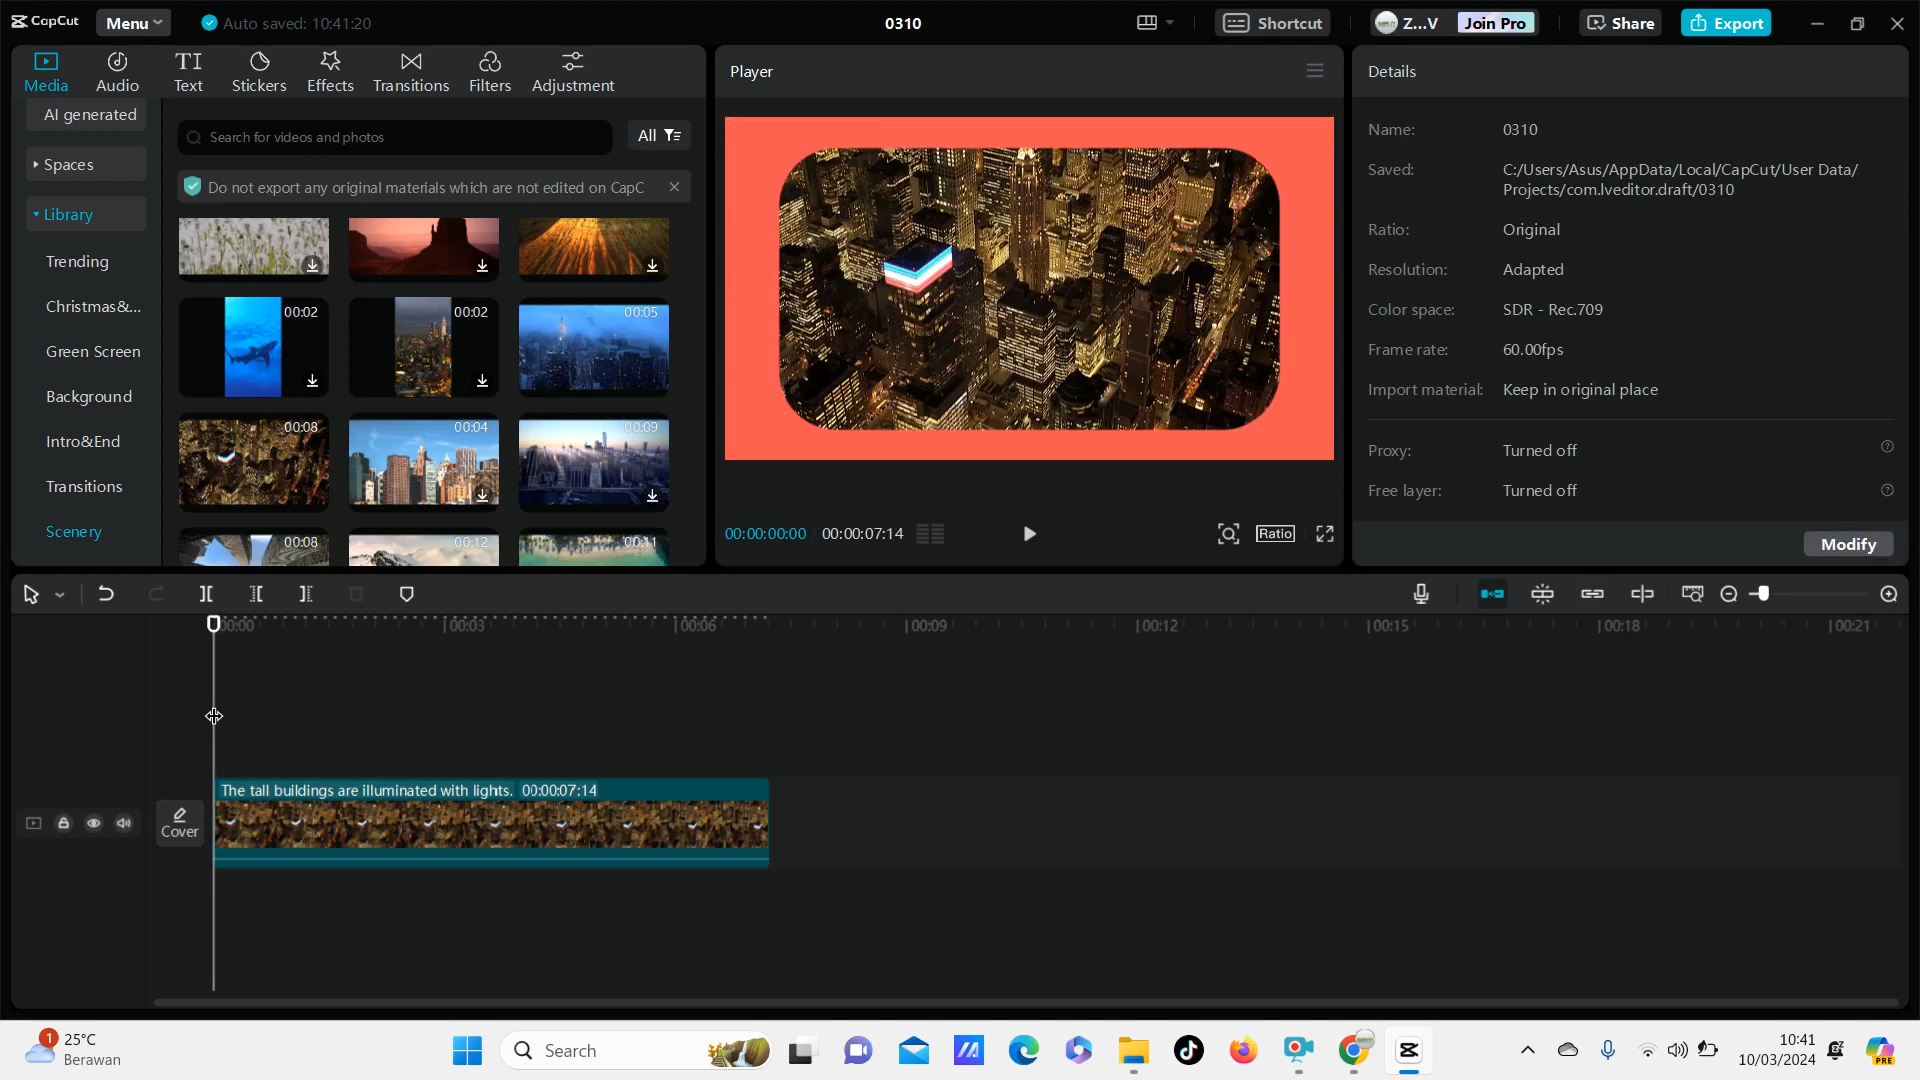 CapCut
Menu
Auto saved: 10:41:20
0310
Shortcut
Z...V
Join Pro
Share
Export
Media
Audio
Text
Stickers
Effects
Transitions
Filters
Adjustment
AI generated
Spaces
Library
Trending
Christmas&...
Green Screen
Background
Intro&End
Transitions
Scenery
Search for videos and photos
All
Do not export any original materials which are not edited on CapC
00:02
00:02
00:05
00:08
00:04
00:09
00:08
00:12
00:11
Player
00:00:00:00 / 00:00:07:14
Ratio
Details
Name: 0310
Saved: C:/Users/Asus/AppData/Local/CapCut/User Data/
Projects/com.lveditor.draft/0310
Ratio: Original
Resolution: Adapted
Color space: SDR - Rec.709
Frame rate: 60.00fps
Import material: Keep in original place
Proxy: Turned off
Free layer: Turned off
Modify
00:00 00:03 00:06 00:09 00:12 00:15 00:18 00:21
The tall buildings are illuminated with lights. 00:00:07:14
Cover
1
25°C
Berawan
Search
10:41
10/03/2024
PRE